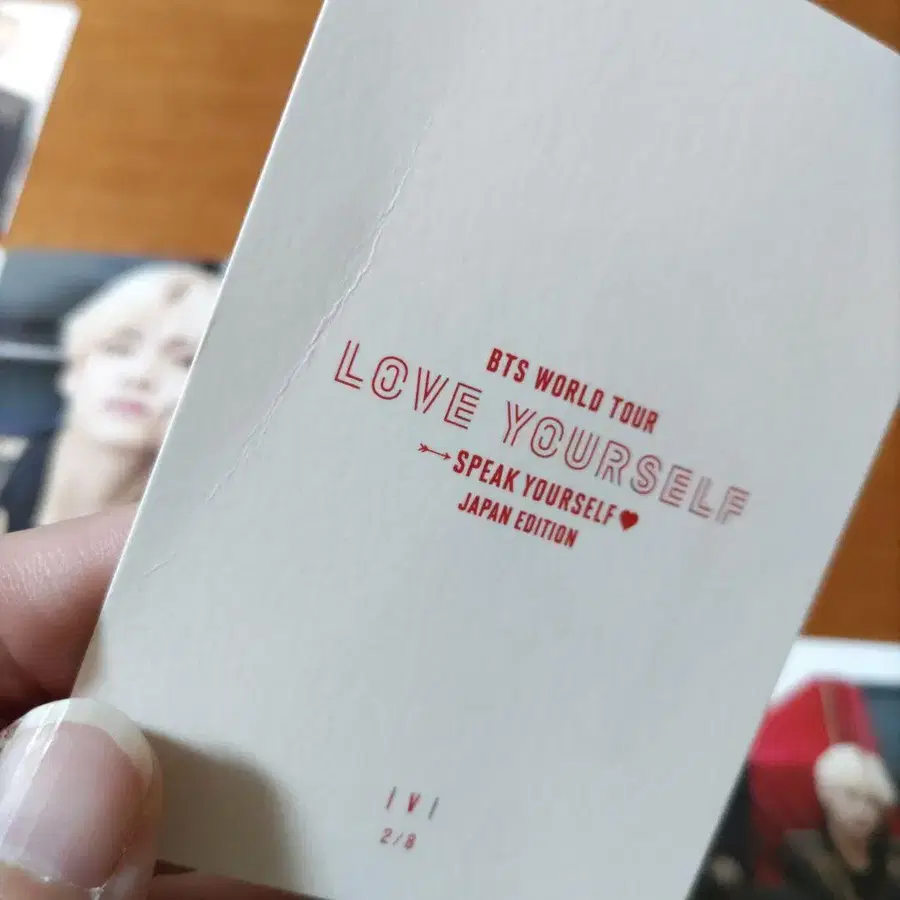 BTS WORLD TOUR
LOVE YOURSELF
SPEAK YOURSELF♥
JAPAN EDITION
| V |
2/8